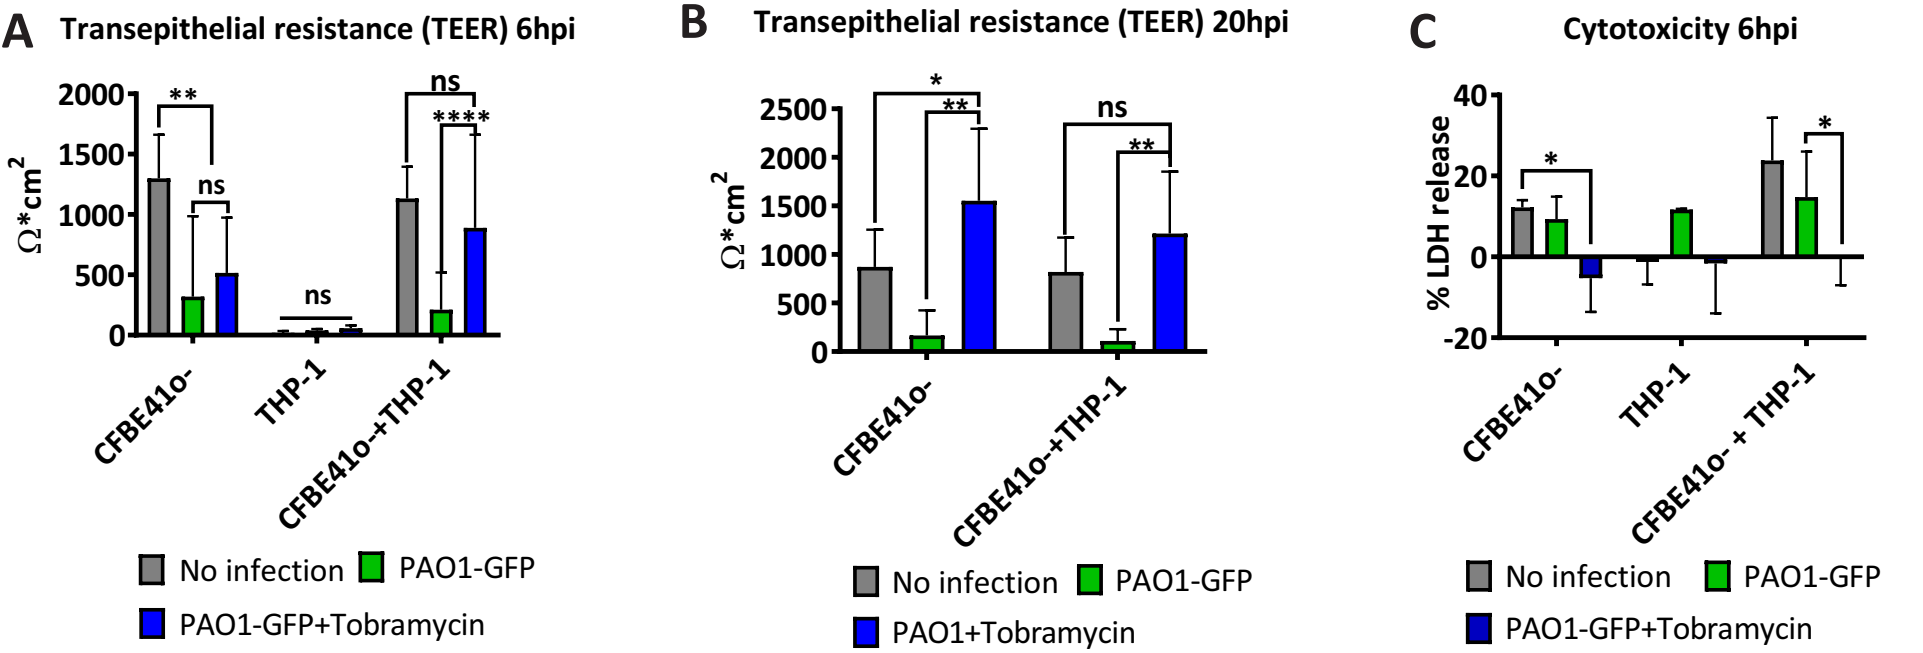 A Transepithelial resistance (TEER) 6hpi
Ω*cm2
2000
1500
1000
500
0
**
ns
ns
ns
****
CFBE41o-
THP-1
CFBE41o-+THP-1
No infection PAO1-GFP
PAO1-GFP+Tobramycin
B Transepithelial resistance (TEER) 20hpi
Ω*cm2
2500
2000
1500
1000
500
0
*
**
ns
**
CFBE41o-
CFBE41o-+THP-1
No infection PAO1-GFP
PAO1+Tobramycin
C Cytotoxicity 6hpi
% LDH release
40
20
0
-20
*
*
CFBE41o-
THP-1
CFBE41o- + THP-1
No infection PAO1-GFP
PAO1-GFP+Tobramycin